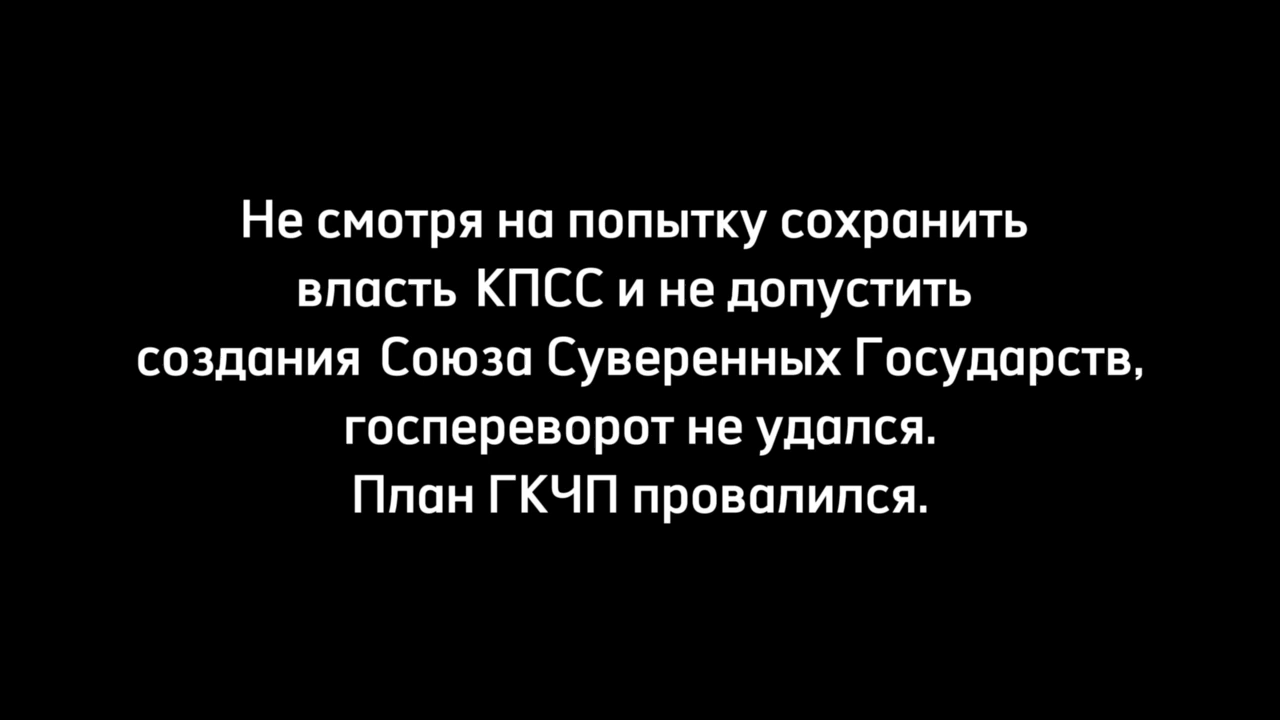 Не смотря на попытку сохранить
власть КПСС и не допустить
создания Союза Суверенных Государств,
госпереворот не удался.
План ГКЧП провалился.